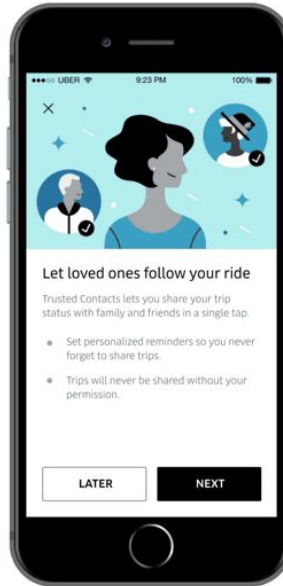 UBER 9:23 PM 100%
Let loved ones follow your ride
Trusted Contacts lets you share your trip
status with family and friends in a single tap.
Set personalized reminders so you never
forget to share trips.
Trips will never be shared without your
permission.
LATER NEXT